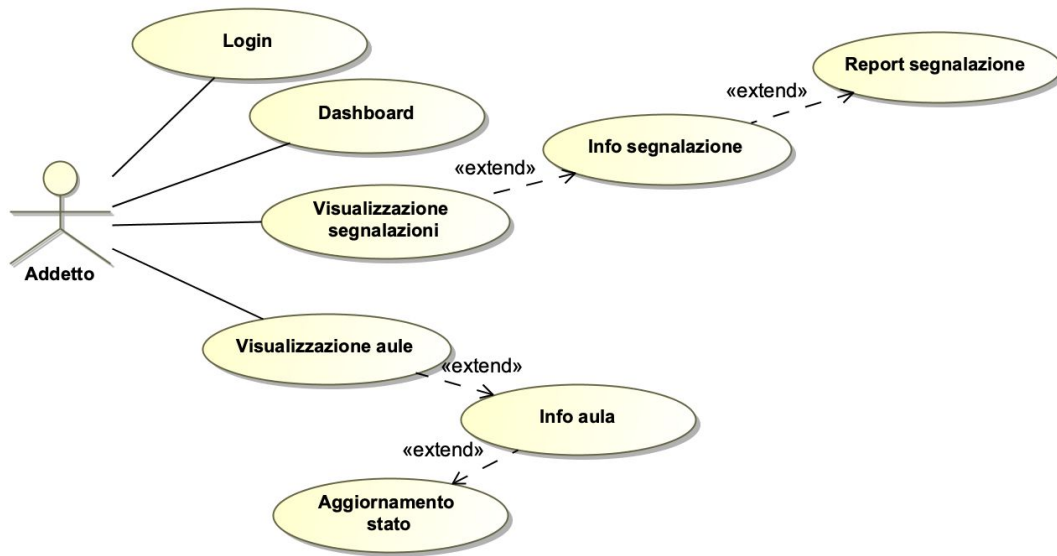 Login
Report segnalazione
«extend»
Dashboard
Info segnalazione
«extend»
Visualizzazione
segnalazioni
Addetto
Visualizzazione aule
«extend»
Info aula
«extend»
Aggiornamento
stato